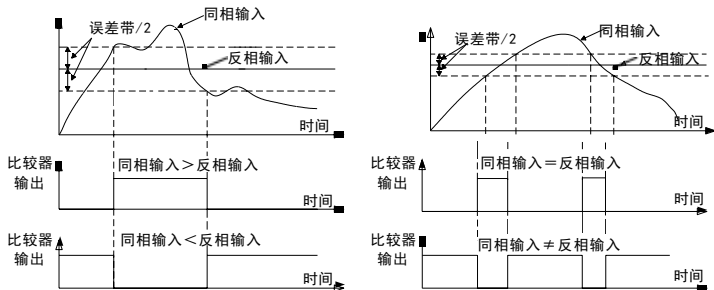 误差带/2
同相输入
反相输入
时间
比较器
输出
同相输入>反相输入
时间
比较器
输出
同相输入<反相输入
时间
误差带/2
同相输入
反相输入
时间
比较器
输出
同相输入=反相输入
时间
比较器
输出
同相输入≠反相输入
时间